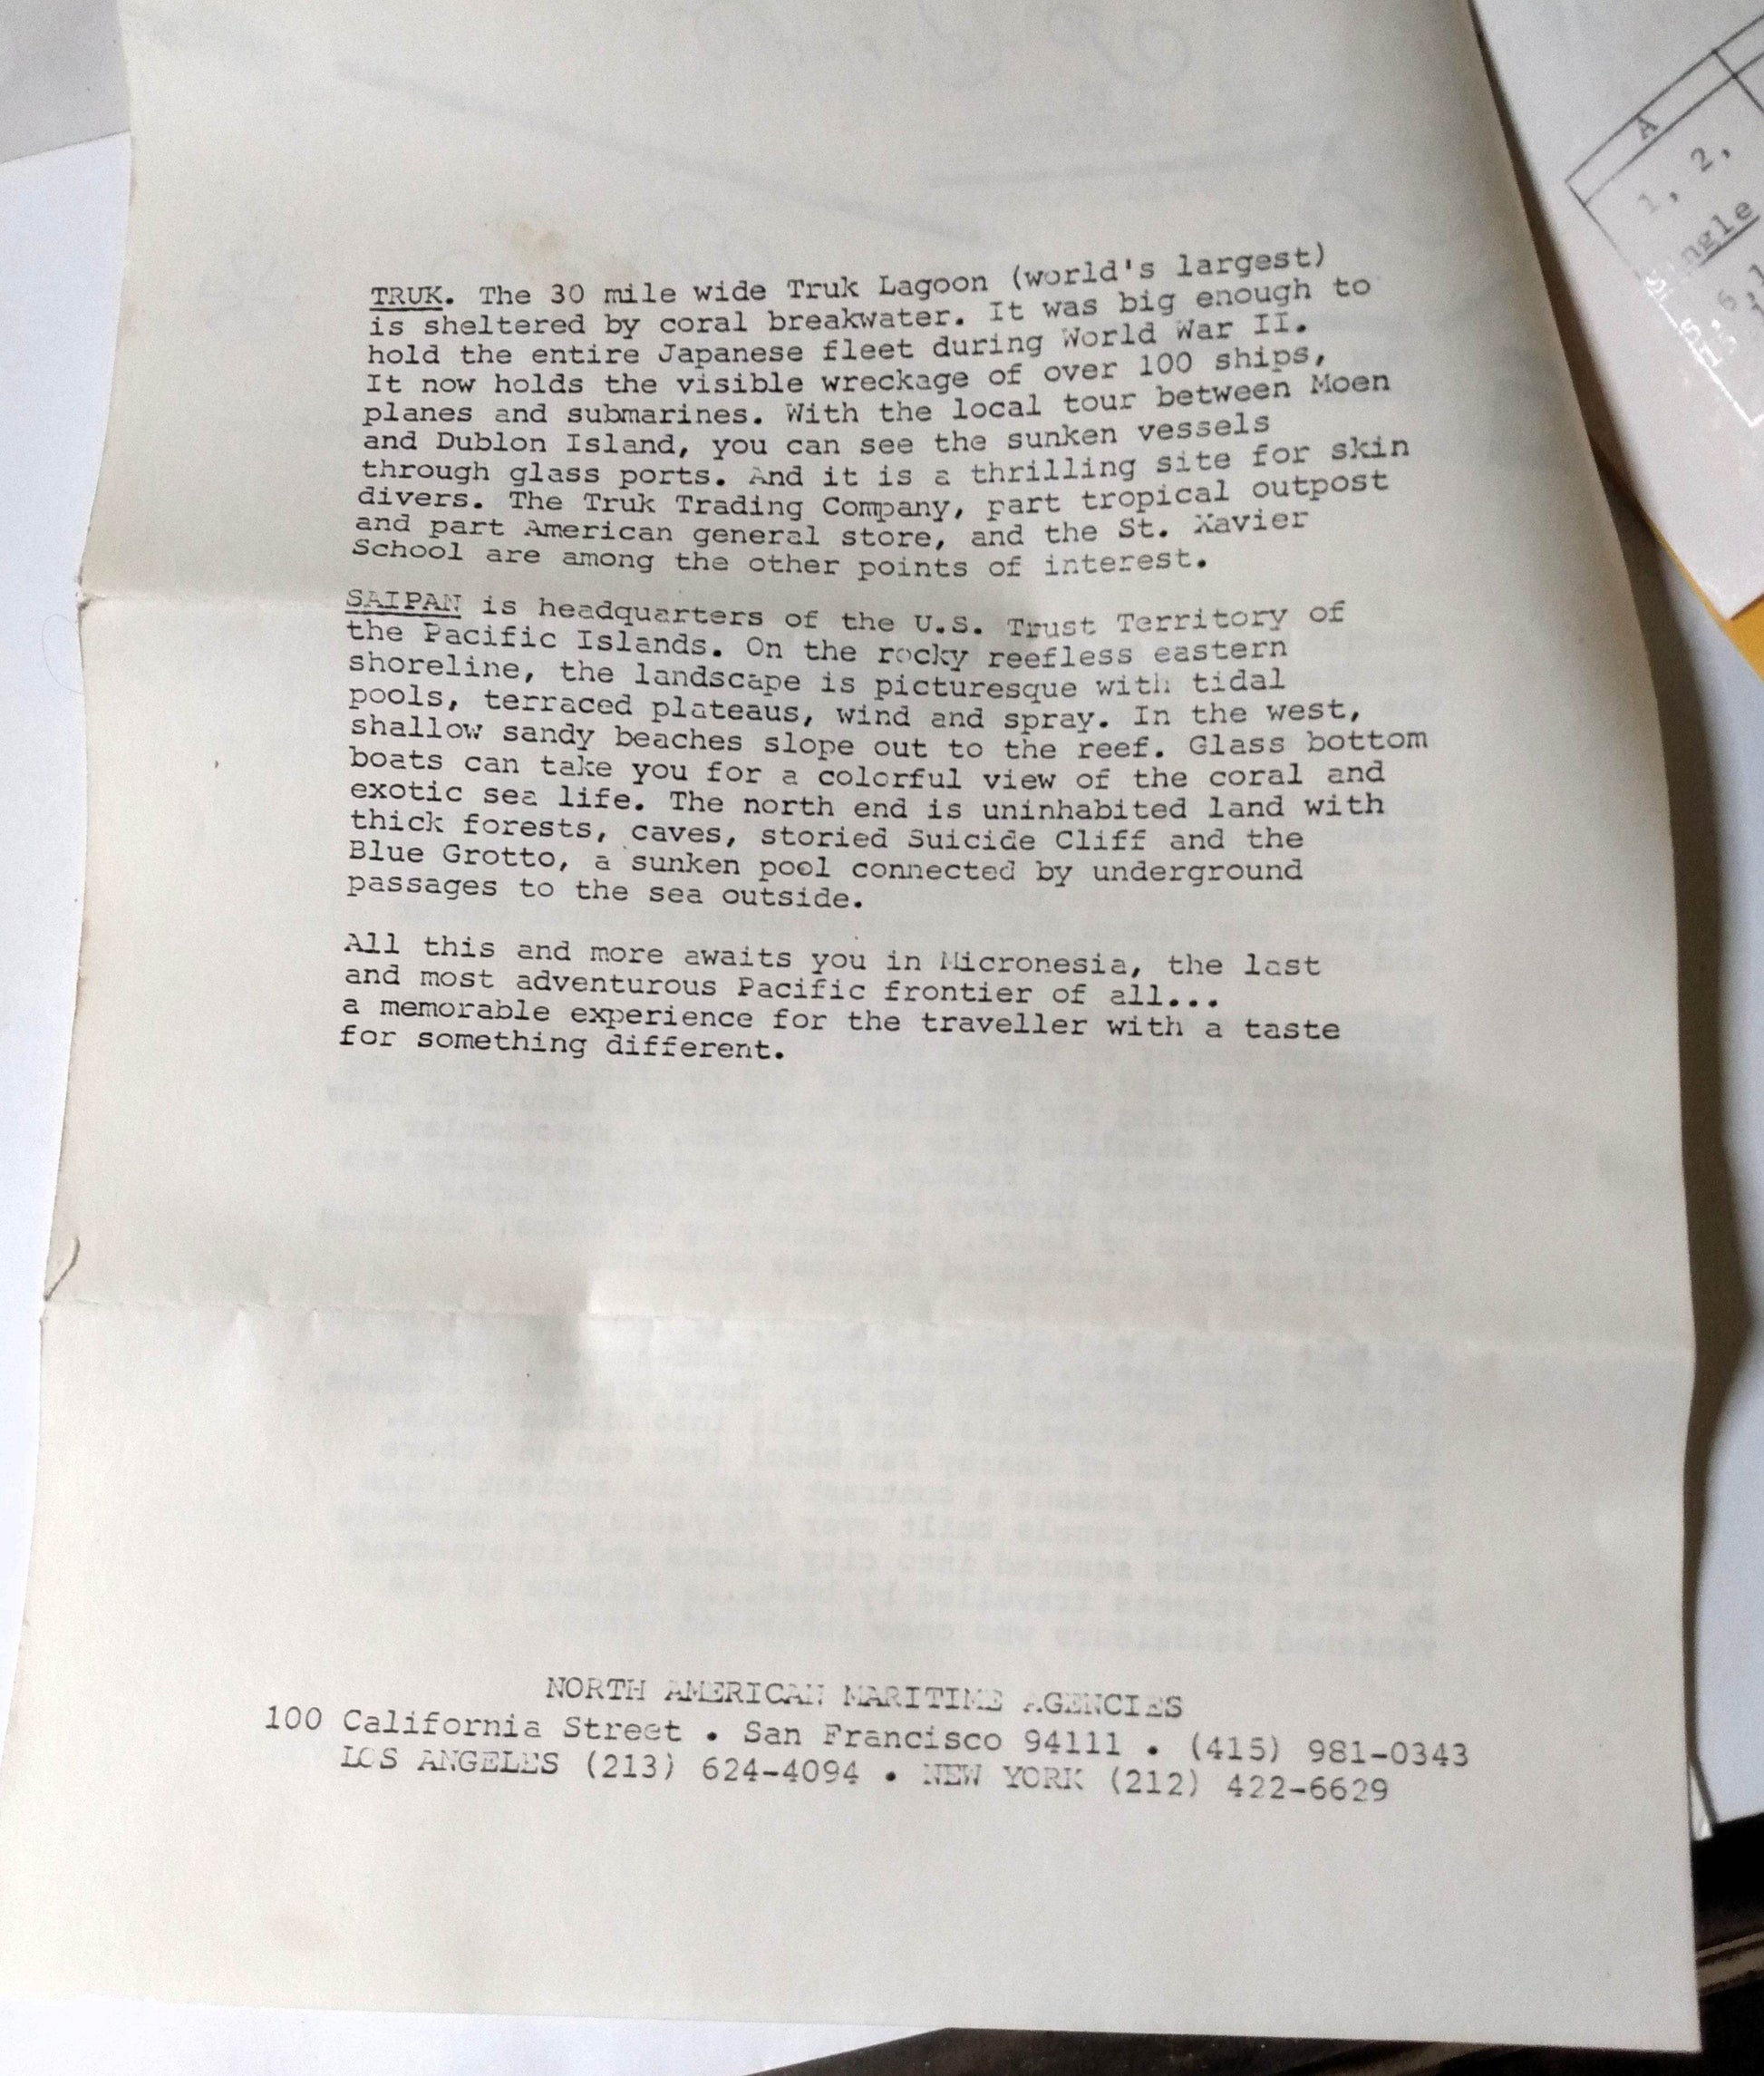 TRUK. The 30 mile wide Truk Lagoon (world's largest)
is sheltered by coral breakwater. It was big enough to
hold the entire Japanese fleet during World War II.
It now holds the visible wreckage of over 100 ships,
planes and submarines. With the local tour between Moen
and Dublon Island, you can see the sunken vessels
through glass ports. And it is a thrilling site for skin
divers. The Truk Trading Company, part tropical outpost
and part American general store, and the St. Xavier
School are among the other points of interest.
SAIPAN is headquarters of the U.S. Trust Territory of
the Pacific Islands. On the rocky reefless eastern
shoreline, the landscape is picturesque with tidal
pools, terraced plateaus, wind and spray. In the west,
shallow sandy beaches slope out to the reef. Glass bottom
boats can take you for a colorful view of the coral and
exotic sea life. The north end is uninhabited land with
thick forests, caves, storied Suicide Cliff and the
Blue Grotto, a sunken pool connected by underground
passages to the sea outside.
All this and more awaits you in Micronesia, the last
and most adventurous Pacific frontier of all...
a memorable experience for the traveller with a taste
for something different.
NORTH AMERICAN MARITIME AGENCIES
100 California Street • San Francisco 94111 • (415) 981-0343
LOS ANGELES (213) 624-4094 • NEW YORK (212) 422-6629
A
1, 2,